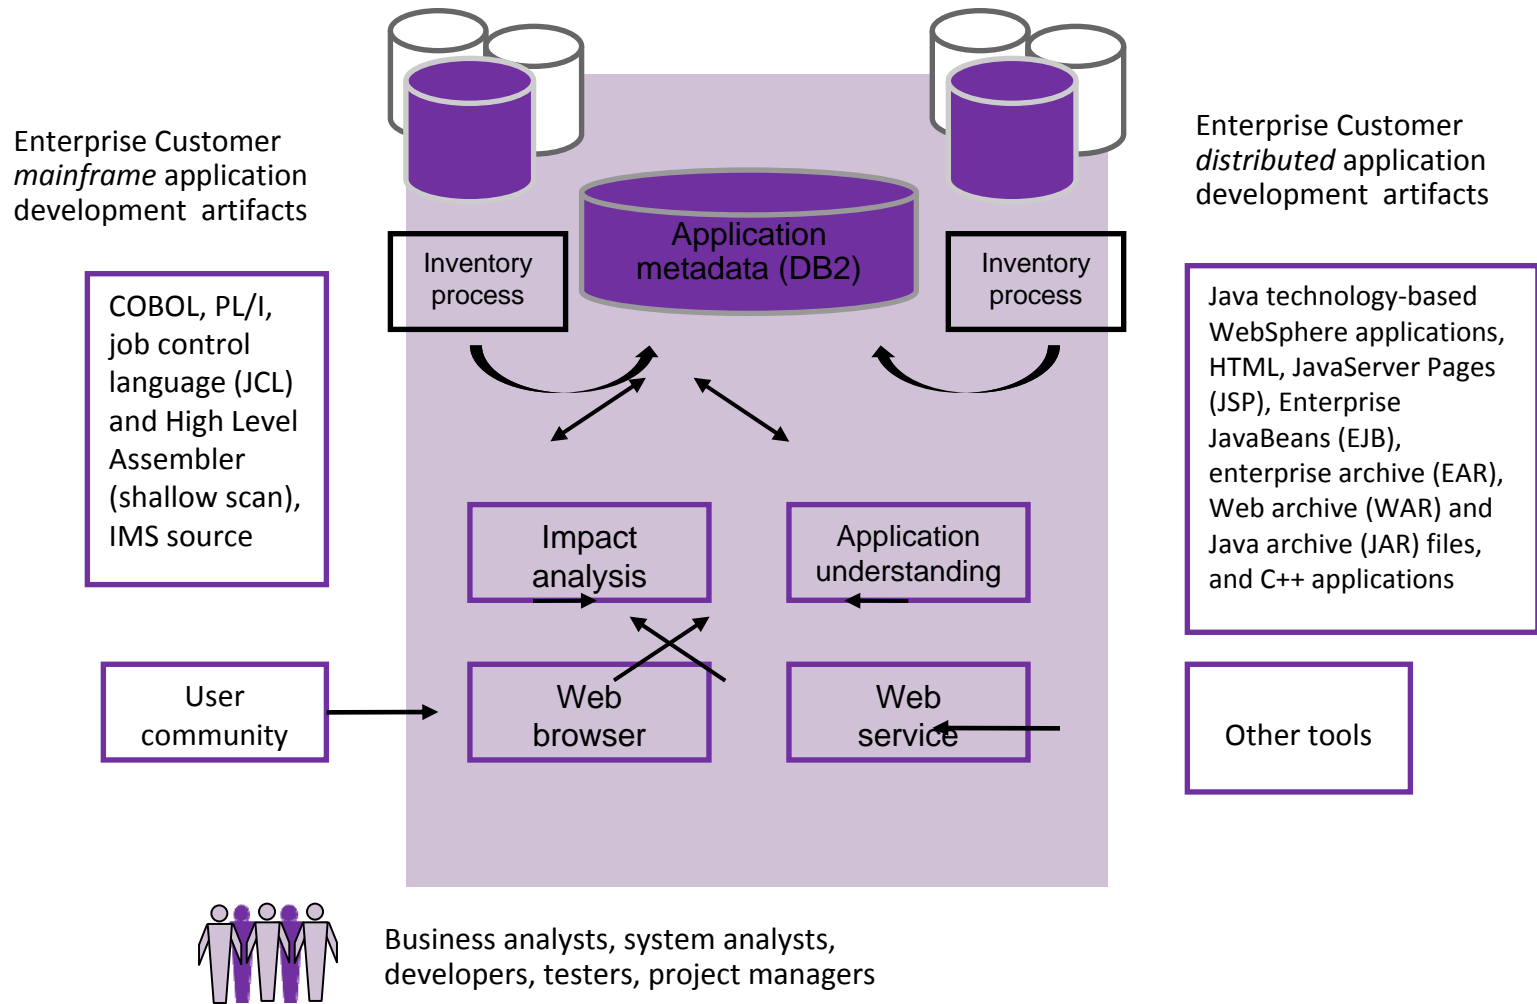 Enterprise Customer
mainframe application
development artifacts
Enterprise Customer
distributed application
development artifacts
Application
metadata (DB2)
Inventory
process
Inventory
process
COBOL, PL/I,
job control
language (JCL)
and High Level
Assembler
(shallow scan),
IMS source
Java technology-based
WebSphere applications,
HTML, JavaServer Pages
(JSP), Enterprise
JavaBeans (EJB),
enterprise archive (EAR),
Web archive (WAR) and
Java archive (JAR) files,
and C++ applications
Impact
analysis
Application
understanding
User
community
Web
browser
Web
service
Other tools
Business analysts, system analysts,
developers, testers, project managers